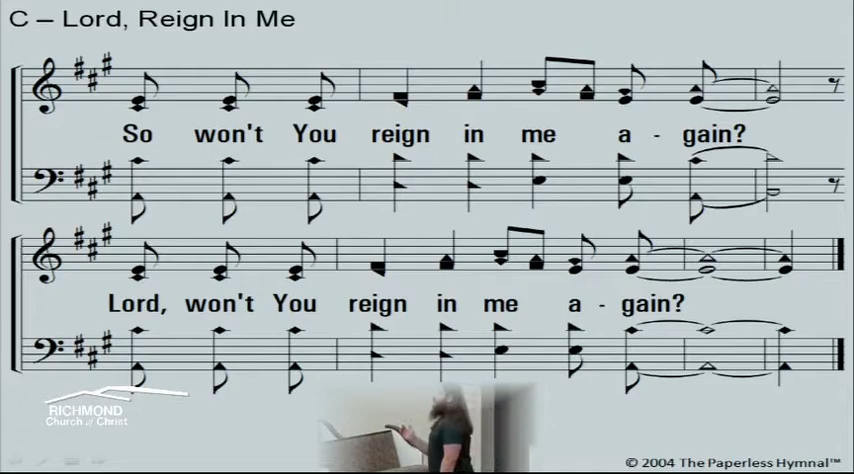 C – Lord, Reign In Me
So won't You reign in me a - gain?
Lord, won't You reign in me a - gain?
RICHMOND
Church of Christ
© 2004 The Paperless Hymnal™